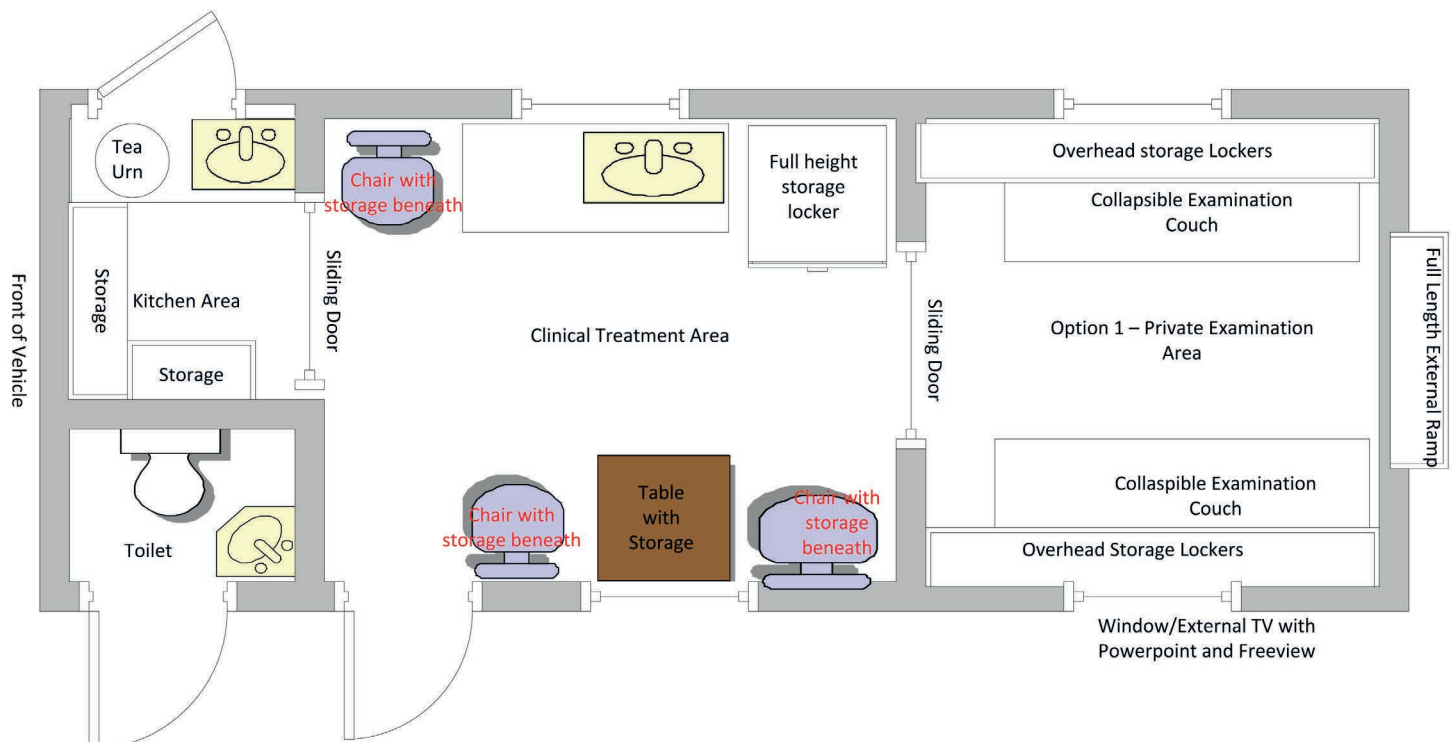 Front of Vehicle
Tea
Urn
Storage
Kitchen Area
Storage
Toilet
Sliding Door
Chair with
storage beneath
Full height
storage
locker
Clinical Treatment Area
Chair with
storage beneath
Table
with
Storage
Chair with
storage
beneath
Sliding Door
Overhead storage Lockers
Collapsible Examination
Couch
Option 1 – Private Examination
Area
Collaspible Examination
Couch
Overhead Storage Lockers
Full Length External Ramp
Window/External TV with
Powerpoint and Freeview